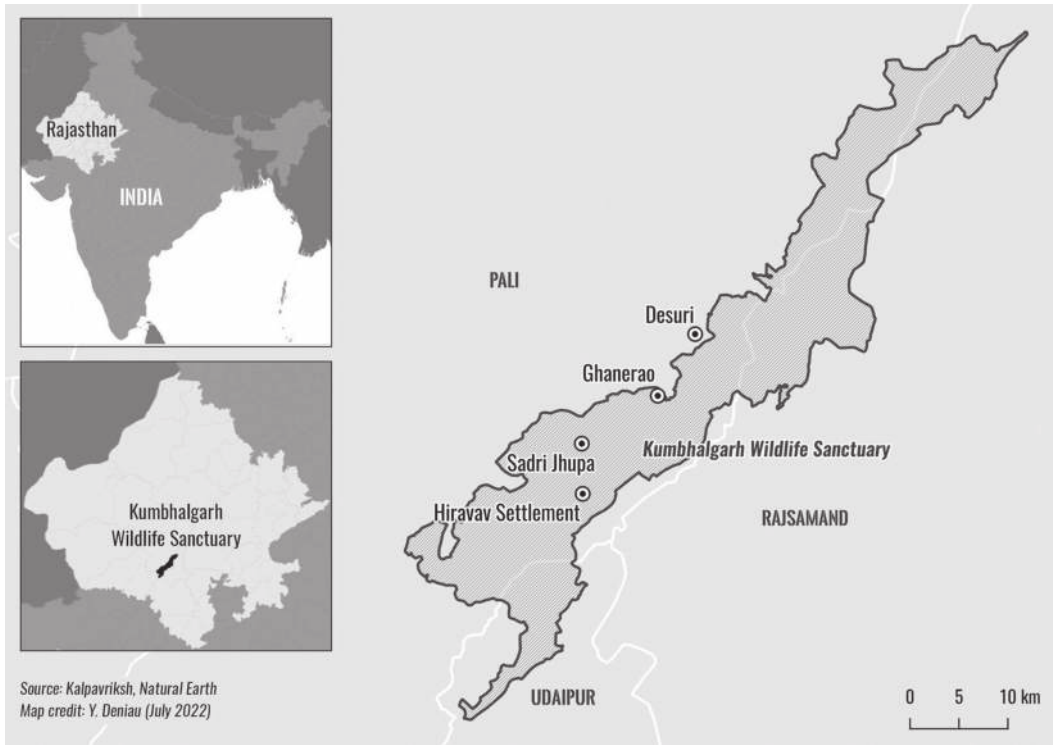 Rajasthan
INDIA
Kumbhalgarh
Wildlife Sanctuary
Source: Kalpavriksh, Natural Earth
Map credit: Y. Deniau (July 2022)
PALI
Desuri
Ghanerao
Sadri Jhupa
Kumbhalgarh Wildlife Sanctuary
Hiravav Settlement
RAJSAMAND
UDAIPUR
0 5 10 km